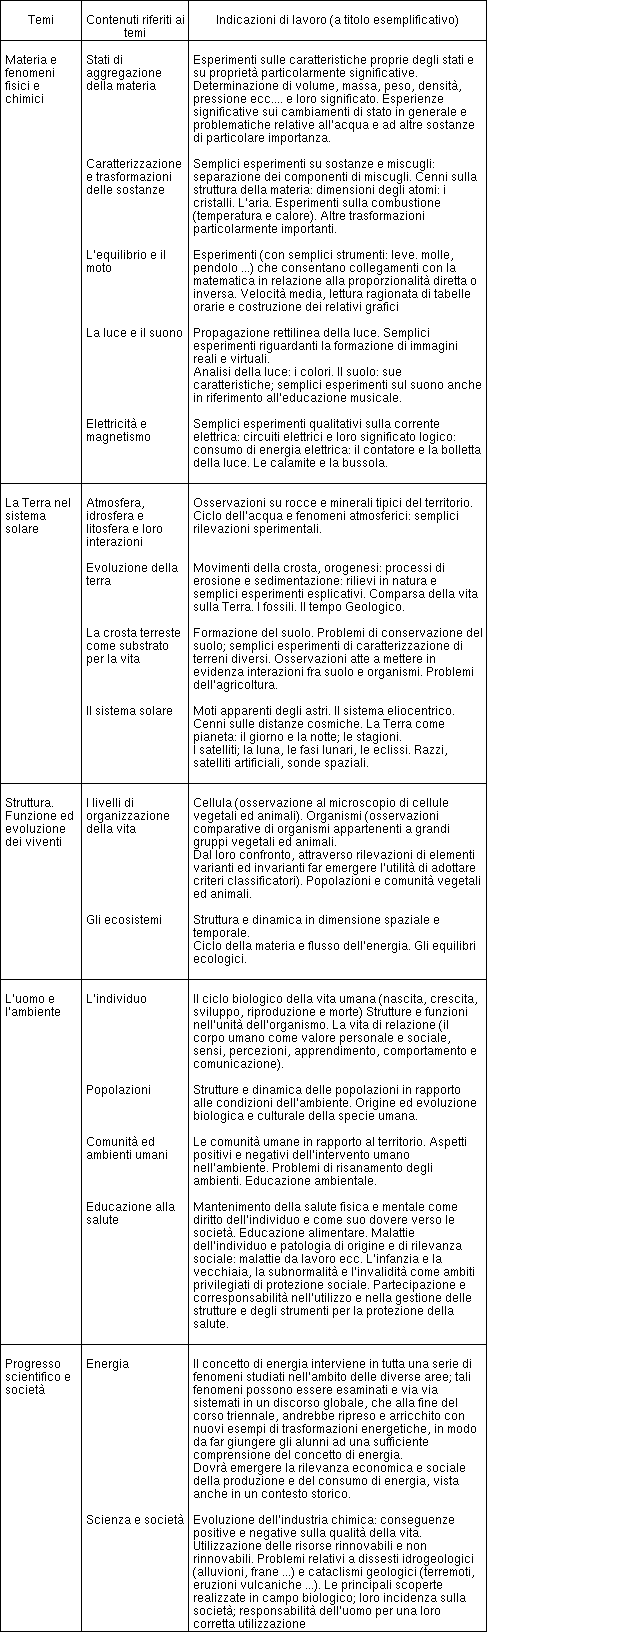 Temi
Contenuti riferiti ai
temi
Indicazioni di lavoro (a titolo esemplificativo)
Materia e
fenomeni
fisici e
chimici
Stati di
aggregazione
della materia
Esperimenti sulle caratteristiche proprie degli stati e
su proprietà particolarmente significative.
Determinazione di volume, massa, peso, densità,
pressione ecc.... e loro significato. Esperienze
significative sui cambiamenti di stato in generale e
problematiche relative all'acqua e ad altre sostanze
di particolare importanza.
Caratterizzazione
e trasformazioni
delle sostanze
Semplici esperimenti su sostanze e miscugli:
separazione dei componenti di miscugli. Cenni sulla
struttura della materia: dimensioni degli atomi: i
cristalli. L'aria. Esperimenti sulla combustione
(temperatura e calore). Altre trasformazioni
particolarmente importanti.
L'equilibrio e il
moto
Esperimenti (con semplici strumenti: leve. molle,
pendolo ...) che consentano collegamenti con la
matematica in relazione alla proporzionalità diretta o
inversa. Velocità media, lettura ragionata di tabelle
orarie e costruzione dei relativi grafici
La luce e il suono
Propagazione rettilinea della luce. Semplici
esperimenti riguardanti la formazione di immagini
reali e virtuali.
Analisi della luce: i colori. Il suolo: sue
caratteristiche; semplici esperimenti sul suono anche
in riferimento all'educazione musicale.
Elettricità e
magnetismo
Semplici esperimenti qualitativi sulla corrente
elettrica: circuiti elettrici e loro significato logico:
consumo di energia elettrica: il contatore e la bolletta
della luce. Le calamite e la bussola.
La Terra nel
sistema
solare
Atmosfera,
idrosfera e
litosfera e loro
interazioni
Osservazioni su rocce e minerali tipici del territorio.
Ciclo dell'acqua e fenomeni atmosferici: semplici
rilevazioni sperimentali.
Evoluzione della
terra
Movimenti della crosta, orogenesi: processi di
erosione e sedimentazione: rilievi in natura e
semplici esperimenti esplicativi. Comparsa della vita
sulla Terra. I fossili. Il tempo Geologico.
La crosta terreste
come substrato
per la vita
Formazione del suolo. Problemi di conservazione del
suolo; semplici esperimenti di caratterizzazione di
terreni diversi. Osservazioni atte a mettere in
evidenza interazioni fra suolo e organismi. Problemi
dell'agricoltura.
Il sistema solare
Moti apparenti degli astri. Il sistema eliocentrico.
Cenni sulle distanze cosmiche. La Terra come
pianeta: il giorno e la notte; le stagioni.
I satelliti; la luna, le fasi lunari, le eclissi. Razzi,
satelliti artificiali, sonde spaziali.
Struttura.
Funzione ed
evoluzione
dei viventi
I livelli di
organizzazione
della vita
Cellula (osservazione al microscopio di cellule
vegetali ed animali). Organismi (osservazioni
comparative di organismi appartenenti a grandi
gruppi vegetali ed animali.
Dal loro confronto, attraverso rilevazioni di elementi
varianti ed invarianti far emergere l'utilità di adottare
criteri classificatori). Popolazioni e comunità vegetali
ed animali.
Gli ecosistemi
Struttura e dinamica in dimensione spaziale e
temporale.
Ciclo della materia e flusso dell'energia. Gli equilibri
ecologici.
L'uomo e
l'ambiente
L'individuo
Il ciclo biologico della vita umana (nascita, crescita,
sviluppo, riproduzione e morte) Strutture e funzioni
nell'unità dell'organismo. La vita di relazione (il
corpo umano come valore personale e sociale,
sensi, percezioni, apprendimento, comportamento e
comunicazione).
Popolazioni
Strutture e dinamica delle popolazioni in rapporto
alle condizioni dell'ambiente. Origine ed evoluzione
biologica e culturale della specie umana.
Comunità ed
ambienti umani
Le comunità umane in rapporto al territorio. Aspetti
positivi e negativi dell'intervento umano
nell'ambiente. Problemi di risanamento degli
ambienti. Educazione ambientale.
Educazione alla
salute
Mantenimento della salute fisica e mentale come
diritto dell'individuo e come suo dovere verso le
società. Educazione alimentare. Malattie
dell'individuo e patologia di origine e di rilevanza
sociale: malattie da lavoro ecc. L'infanzia e la
vecchiaia, la subnormalità e l'invalidità come ambiti
privilegiati di protezione sociale. Partecipazione e
corresponsabilità nell'utilizzo e nella gestione delle
strutture e degli strumenti per la protezione della
salute.
Progresso
scientifico e
società
Energia
Il concetto di energia interviene in tutta una serie di
fenomeni studiati nell'ambito delle diverse aree; tali
fenomeni possono essere esaminati e via via
sistemati in un discorso globale, che alla fine del
corso triennale, andrebbe ripreso e arricchito con
nuovi esempi di trasformazioni energetiche, in modo
da far giungere gli alunni ad una sufficiente
comprensione del concetto di energia.
Dovrà emergere la rilevanza economica e sociale
della produzione e del consumo di energia, vista
anche in un contesto storico.
Scienza e società
Evoluzione dell'industria chimica: conseguenze
positive e negative sulla qualità della vita.
Utilizzazione delle risorse rinnovabili e non
rinnovabili. Problemi relativi a dissesti idrogeologici
(alluvioni, frane ...) e cataclismi geologici (terremoti,
eruzioni vulcaniche ...). Le principali scoperte
realizzate in campo biologico; loro incidenza sulla
società; responsabilità dell'uomo per una loro
corretta utilizzazione